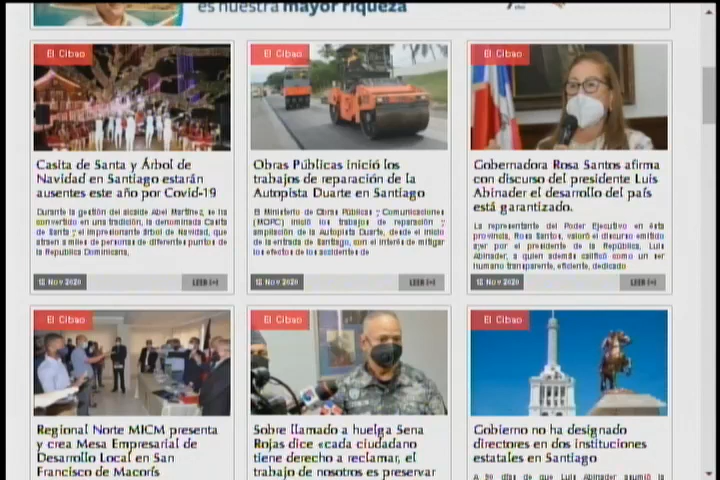 es nuestra mayor riqueza
El Cibao
El Cibao
El Cibao
Casita de Santa y Árbol de
Navidad en Santiago estarán
ausentes este año por Covid-19
Durante la gestión del alcalde Abel Martínez, se ha
convertido en una tradición, la denominada Casita
de Santa y el impresionante árbol de Navidad, que
atraen a miles de personas de diferentes puntos de
la República Dominicana,
18 Nov 2020
LEER
Obras Públicas inició los
trabajos de reparación de la
Autopista Duarte en Santiago
El Ministerio de Obras Públicas y Comunicaciones
(MOPC) inició los trabajos de reparación y
ampliación de la Autopista Duarte, desde el inicio
de la entrada de Santiago, con el interés de mitigar
los efectos de los accidentes de
18 Nov 2020
LEER
Gobernadora Rosa Santos afirma
con discurso del presidente Luis
Abinader el desarrollo del país
está garantizado.
La representante del Poder Ejecutivo en esta
provincia, Rosa Santos, valoró el discurso emitido
ayer por el presidente de la República, Luis
Abinader, a quien además calificó como un ser
humano transparente, eficiente, dedicado
18 Nov 2020
LEER
El Cibao
El Cibao
El Cibao
Regional Norte MICM presenta
y crea Mesa Empresarial de
Desarrollo Local en San
Francisco de Macorís
Sobre llamado a huelga Sena
Rojas dice «cada ciudadano
tiene derecho a reclamar, el
trabajo de nosotros es preservar
Gobierno no ha designado
directores en dos instituciones
estatales en Santiago
A 90 días de que Luis Abinader asumió la